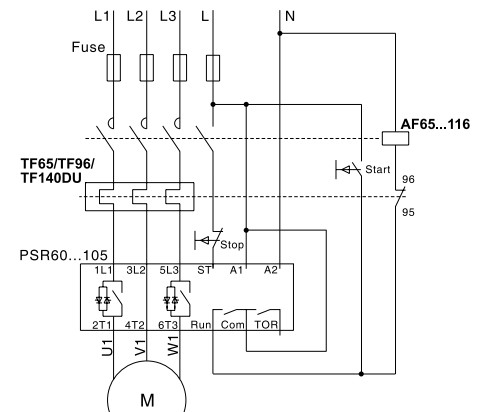 L1 L2 L3 L N
Fuse
AF65...116
TF65/TF96/
TF140DU
Start
96
95
Stop
PSR60...105
1L1 3L2 5L3 ST A1 A2
2T1 4T2 6T3 Run Com TOR
U1 V1 W1
M